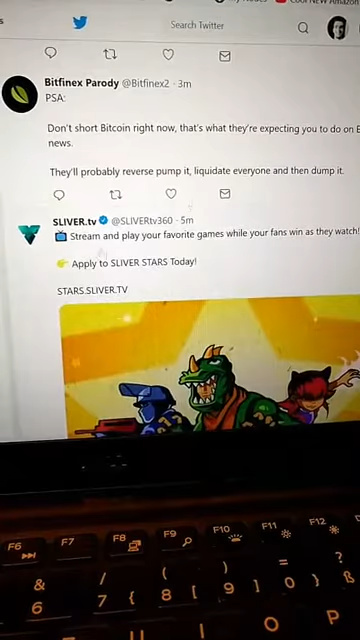 Search Twitter
Bitfinex Parody @Bitfinex2 · 3m
PSA:
Don't short Bitcoin right now, that's what they're expecting you to do on
news.
They'll probably reverse pump it, liquidate everyone and then dump it.
SLIVER.tv @SLIVERtv360 · 5m
Stream and play your favorite games while your fans win as they watch!
Apply to SLIVER STARS Today!
STARS.SLIVER.TV
F6 F7 F8 F9 F10 F11 F12
& / ( ) = ?
6 7 { 8 [ 9 ] 0 } ß
U I O P